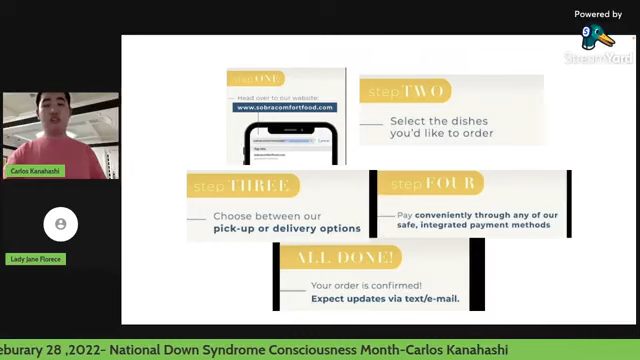 Powered by
StreamYard
step ONE
Head over to our website:
www.sobracomfortfood.com
step TWO
Select the dishes
you'd like to order
step THREE
Choose between our
pick-up or delivery options
step FOUR
Pay conveniently through any of our
safe, integrated payment methods
ALL DONE!
Your order is confirmed!
Expect updates via text/e-mail.
Carlos Kanahashi
Lady Jane Florece
eburary 28 ,2022- National Down Syndrome Consciousness Month-Carlos Kanahashi